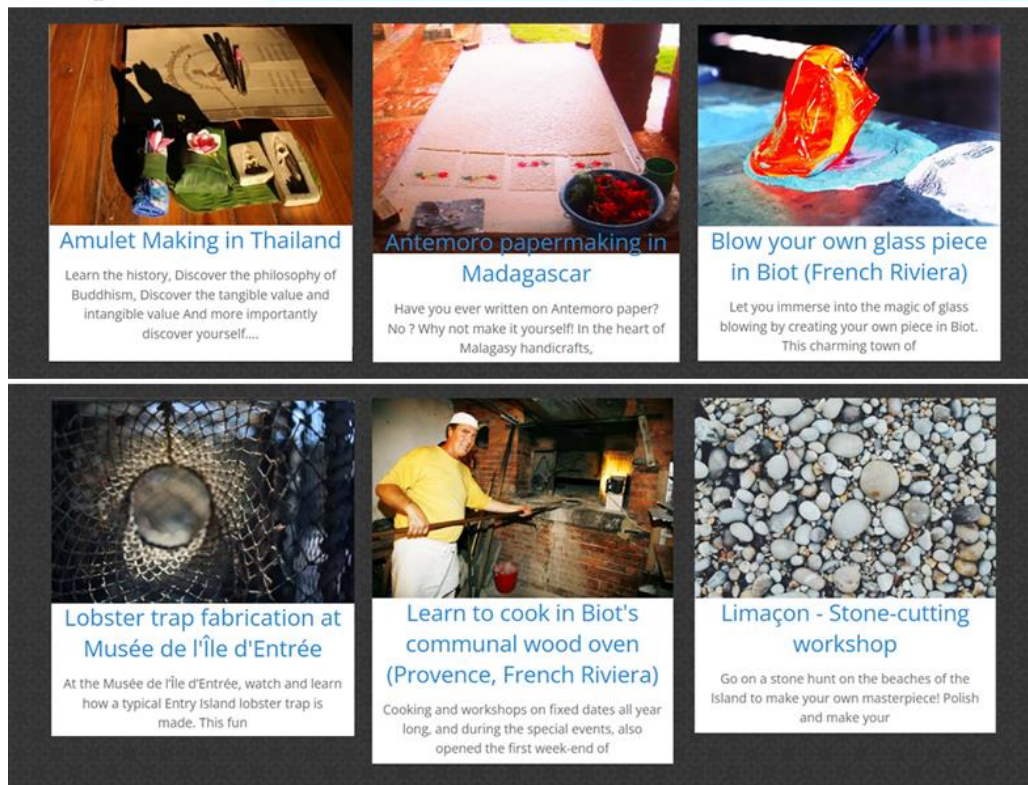 Amulet Making in Thailand
Learn the history, Discover the philosophy of
Buddhism, Discover the tangible value and
intangible value And more importantly
discover yourself....
Antemoro papermaking in
Madagascar
Have you ever written on Antemoro paper?
No ? Why not make it yourself! In the heart of
Malagasy handicrafts,
Blow your own glass piece
in Biot (French Riviera)
Let you immerse into the magic of glass
blowing by creating your own piece in Biot.
This charming town of
Lobster trap fabrication at
Musée de l'Île d'Entrée
At the Musée de l'Île d'Entrée, watch and learn
how a typical Entry Island lobster trap is
made. This fun
Learn to cook in Biot's
communal wood oven
(Provence, French Riviera)
Cooking and workshops on fixed dates all year
long, and during the special events, also
opened the first week-end of
Limaçon - Stone-cutting
workshop
Go on a stone hunt on the beaches of the
Island to make your own masterpiece! Polish
and make your